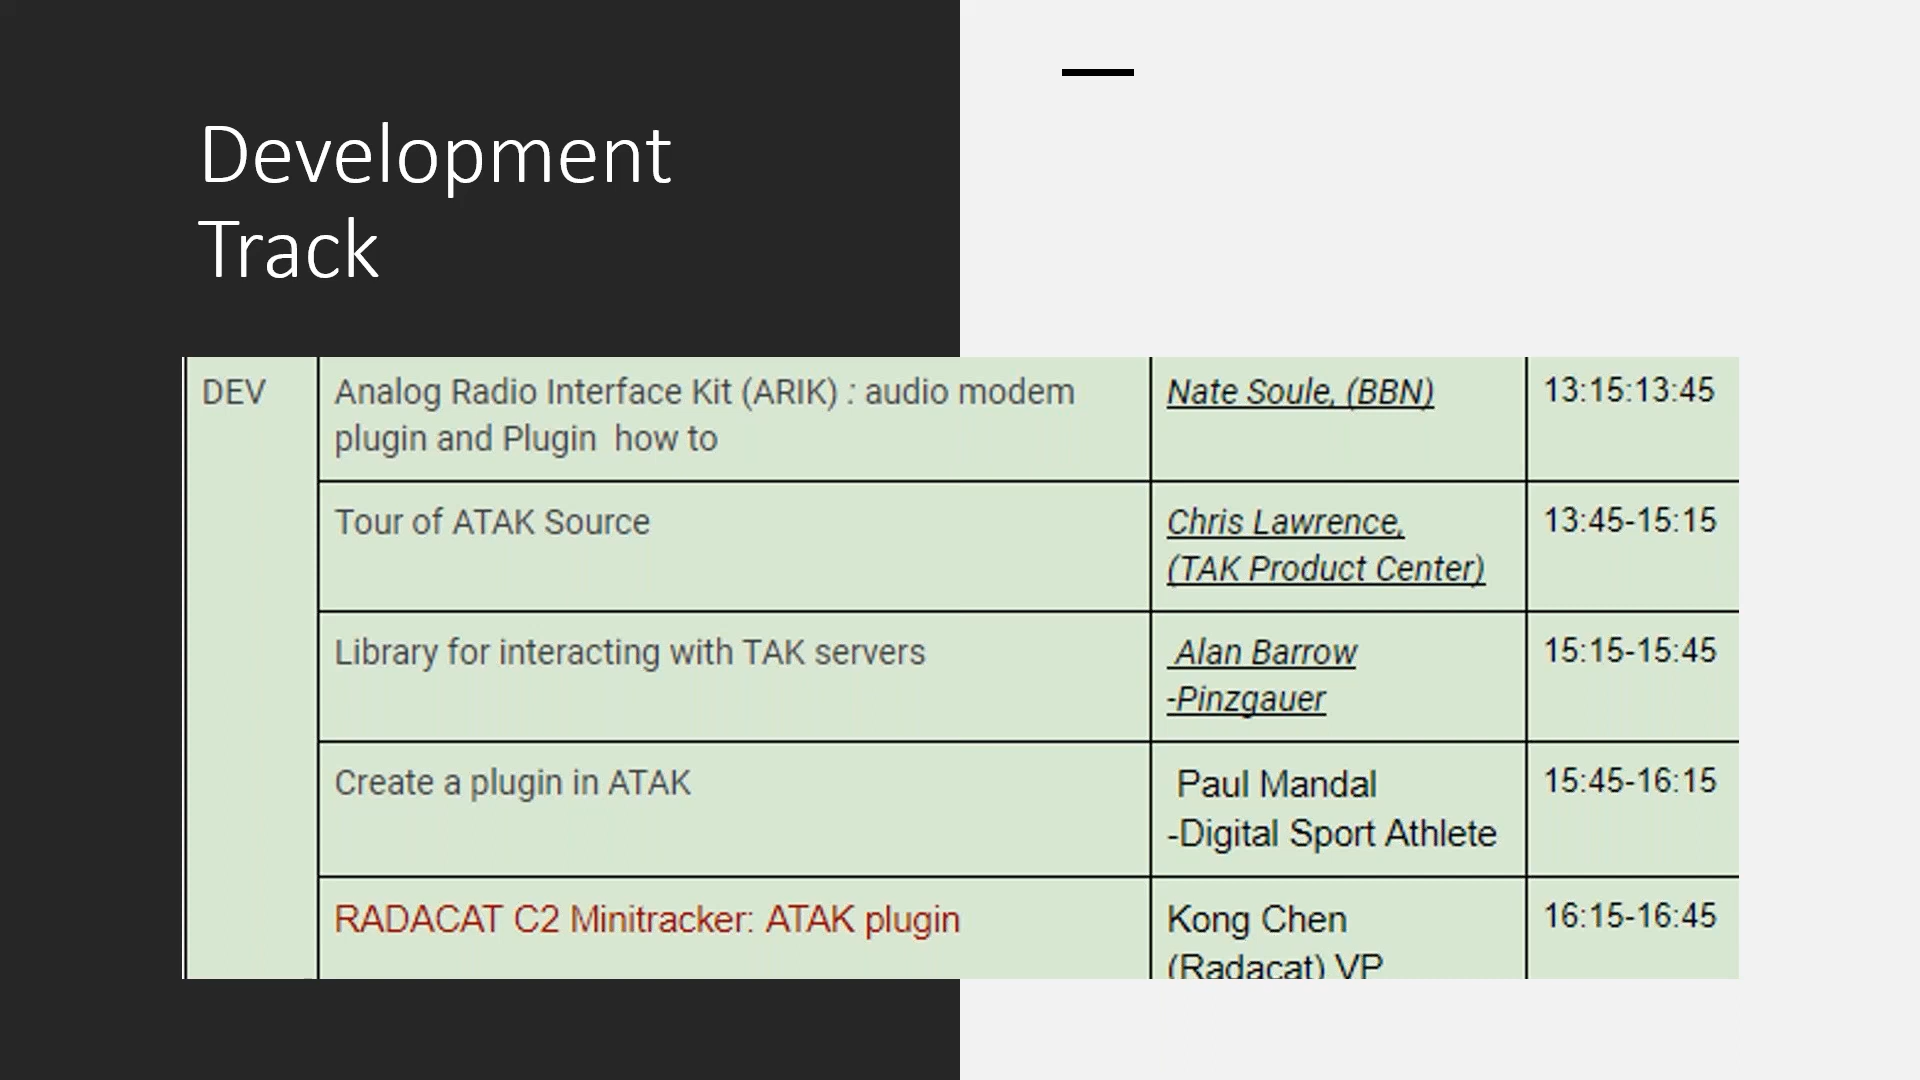 Development
Track
DEV
Analog Radio Interface Kit (ARIK) : audio modem
plugin and Plugin  how to
Nate Soule, (BBN)
13:15:13:45
Tour of ATAK Source
Chris Lawrence,
(TAK Product Center)
13:45-15:15
Library for interacting with TAK servers
Alan Barrow
-Pinzgauer
15:15-15:45
Create a plugin in ATAK
Paul Mandal
-Digital Sport Athlete
15:45-16:15
RADACAT C2 Minitracker: ATAK plugin
Kong Chen
(Radacat) VP
16:15-16:45